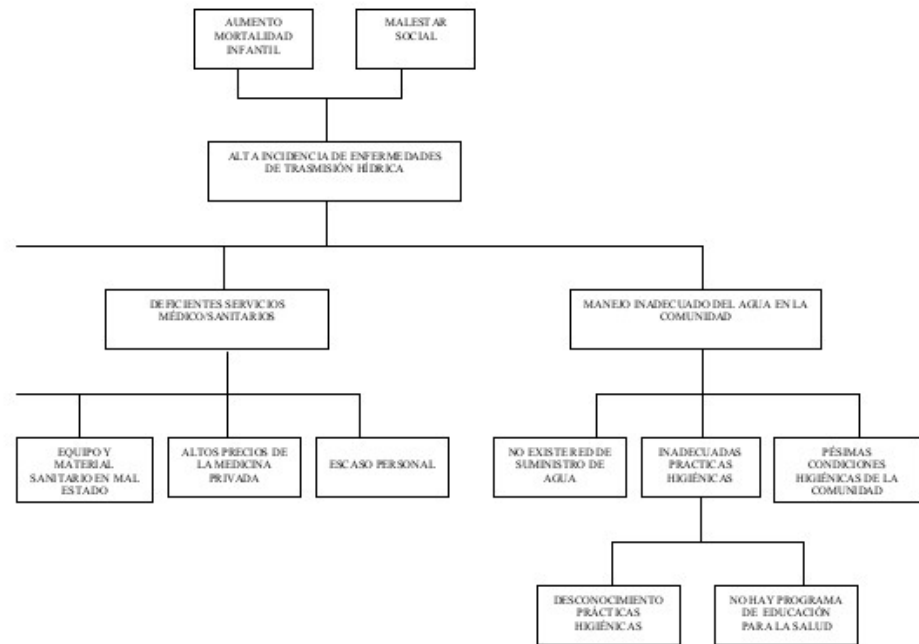 AUMENTO
MORTALIDAD
INFANTIL
MALESTAR
SOCIAL
ALTA INCIDENCIA DE ENFERMEDADES
DE TRASMISIÓN HÍDRICA
DEFICIENTES SERVICIOS
MÉDICO/SANITARIOS
MANEJO INADECUADO DEL AGUA EN LA
COMUNIDAD
EQUIPO Y
MATERIAL
SANITARIO EN MAL
ESTADO
ALTOS PRECIOS DE
LA MEDICINA
PRIVADA
ESCASO PERSONAL
NO EXISTE RED DE
SUMINISTRO DE
AGUA
INADECUADAS
PRACTICAS
HIGIÉNICAS
PÉSIMAS
CONDICIONES
HIGIÉNICAS DE LA
COMUNIDAD
DESCONOCIMIENTO
PRÁCTICAS
HIGIÉNICAS
NO HAY PROGRAMA
DE EDUCACIÓN
PARA LA SALUD